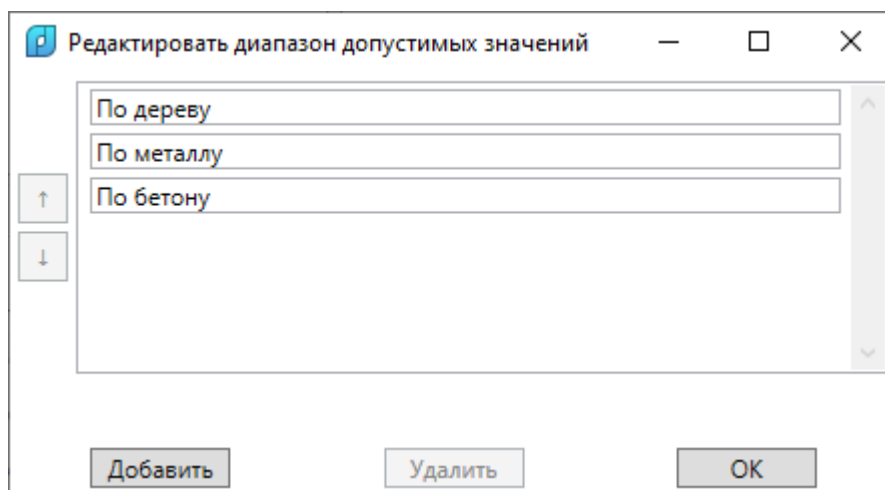 Редактировать диапазон допустимых значений
По дереву
По металлу
По бетону
↑
↓
Добавить
Удалить
OK